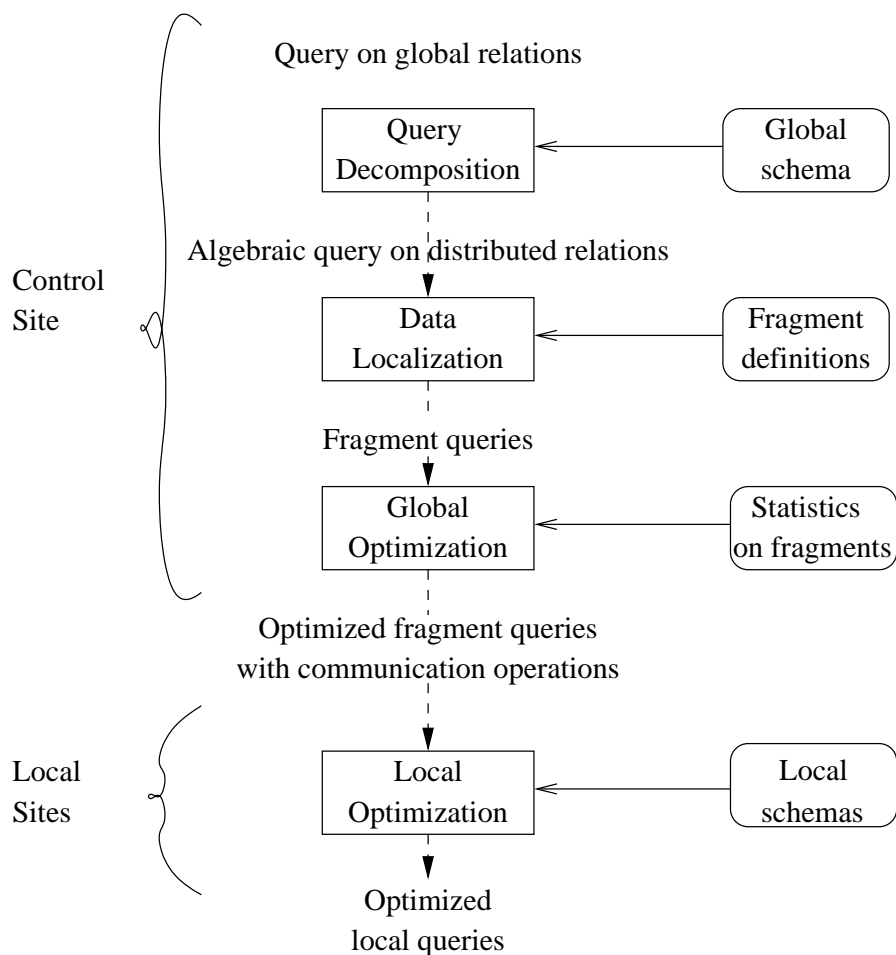 Query on global relations
Query
Decomposition
Global
schema
Algebraic query on distributed relations
Control
Site
Data
Localization
Fragment
definitions
Fragment queries
Global
Optimization
Statistics
on fragments
Optimized fragment queries
with communication operations
Local
Sites
Local
Optimization
Local
schemas
Optimized
local queries